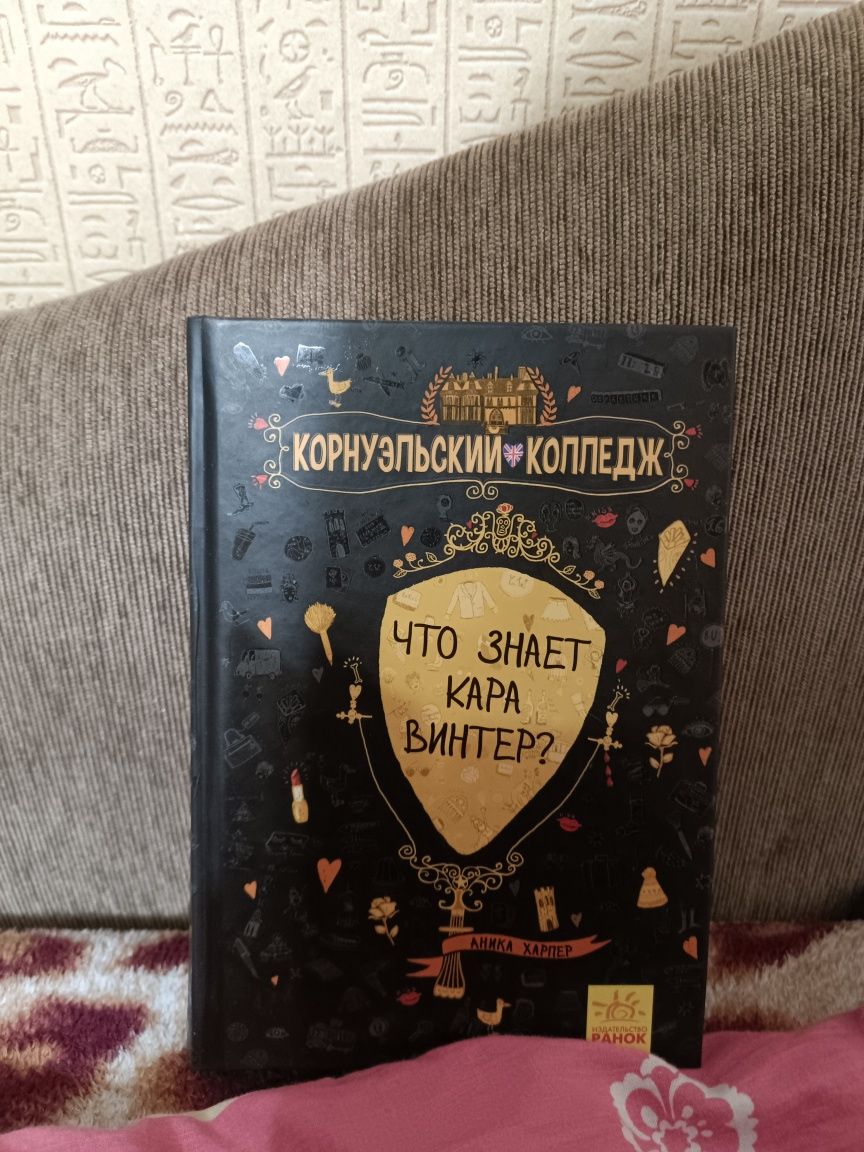 КОРНУЭЛЬСКИЙ КОЛЛЕДЖ
ЧТО ЗНАЕТ
КАРА
ВИНТЕР?
АНИКА ХАРПЕР
ИЗДАТЕЛЬСТВО
РАНОК